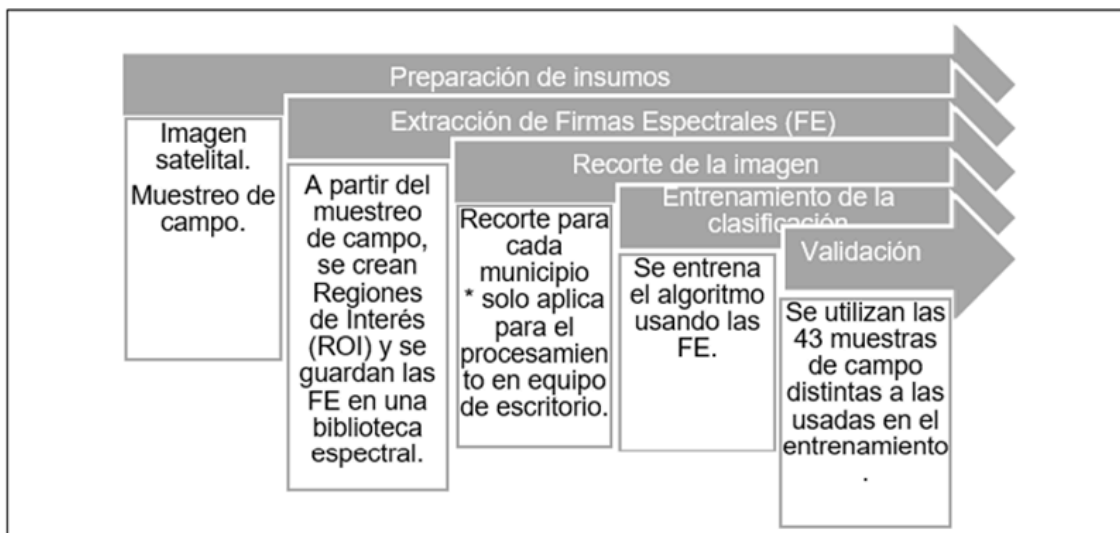 Preparación de insumos
Imagen
satelital.
Muestreo de
campo.
Extracción de Firmas Espectrales (FE)
A partir del
muestreo
de campo,
se crean
Regiones
de Interés
(ROI) y se
guardan las
FE en una
biblioteca
espectral.
Recorte de la imagen
Recorte para
cada
municipio
* solo aplica
para el
procesamien
to en equipo
de escritorio.
Entrenamiento de la
clasificación
Se entrena
el algoritmo
usando las
FE.
Validación
Se utilizan las
43 muestras
de campo
distintas a las
usadas en el
entrenamiento
.